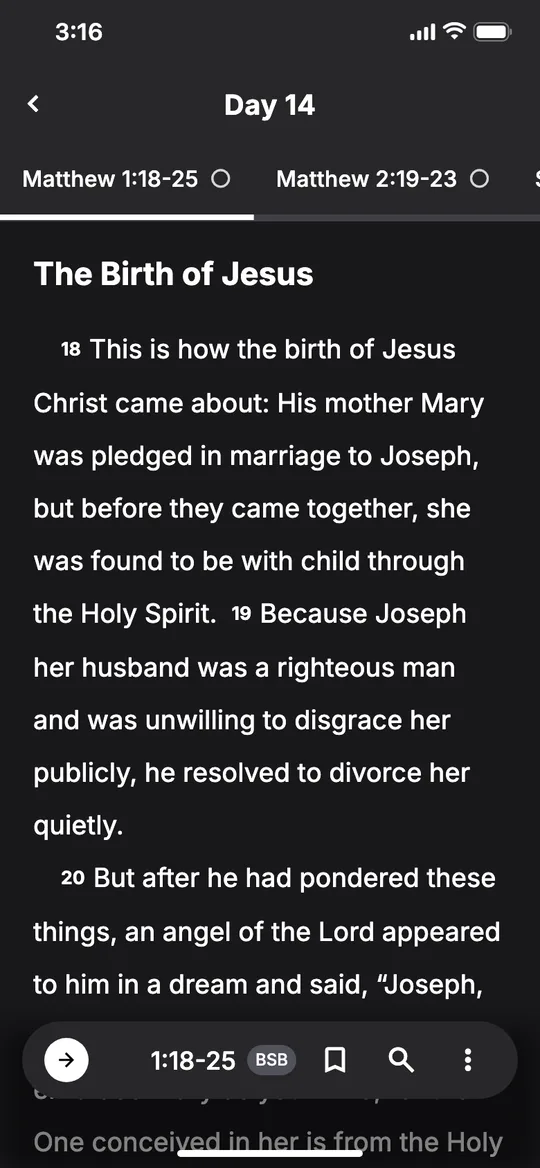 3:16
Day 14
Matthew 1:18-25 Matthew 2:19-23
The Birth of Jesus
18 This is how the birth of Jesus
Christ came about: His mother Mary
was pledged in marriage to Joseph,
but before they came together, she
was found to be with child through
the Holy Spirit. 19 Because Joseph
her husband was a righteous man
and was unwilling to disgrace her
publicly, he resolved to divorce her
quietly.
20 But after he had pondered these
things, an angel of the Lord appeared
to him in a dream and said, “Joseph,
1:18-25 BSB
One conceived in her is from the Holy